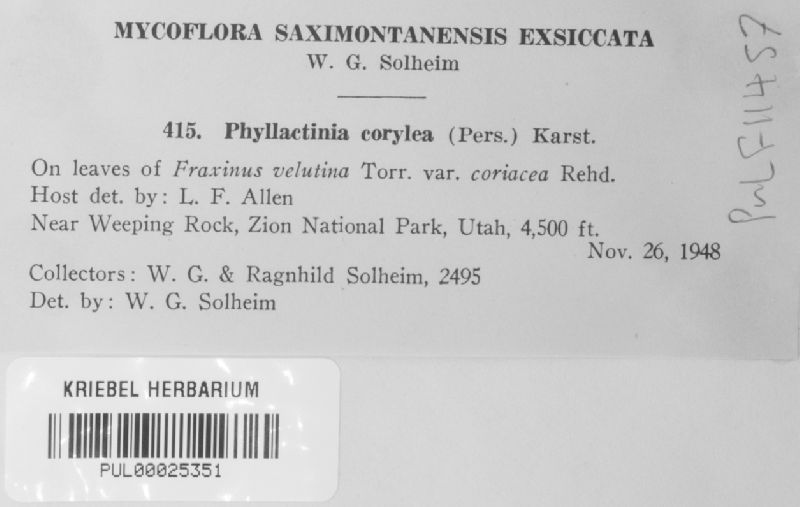 MYCOFLORA SAXIMONTANENSIS EXSICCATA
W. G. Solheim
415. Phyllactinia corylea (Pers.) Karst.
On leaves of Fraxinus velutina Torr. var. coriacea Rehd.
Host det. by: L. F. Allen
Near Weeping Rock, Zion National Park, Utah, 4,500 ft.
Nov. 26, 1948
Collectors: W. G. & Ragnhild Solheim, 2495
Det. by: W. G. Solheim
PUL F11457
KRIEBEL HERBARIUM
PUL00025351